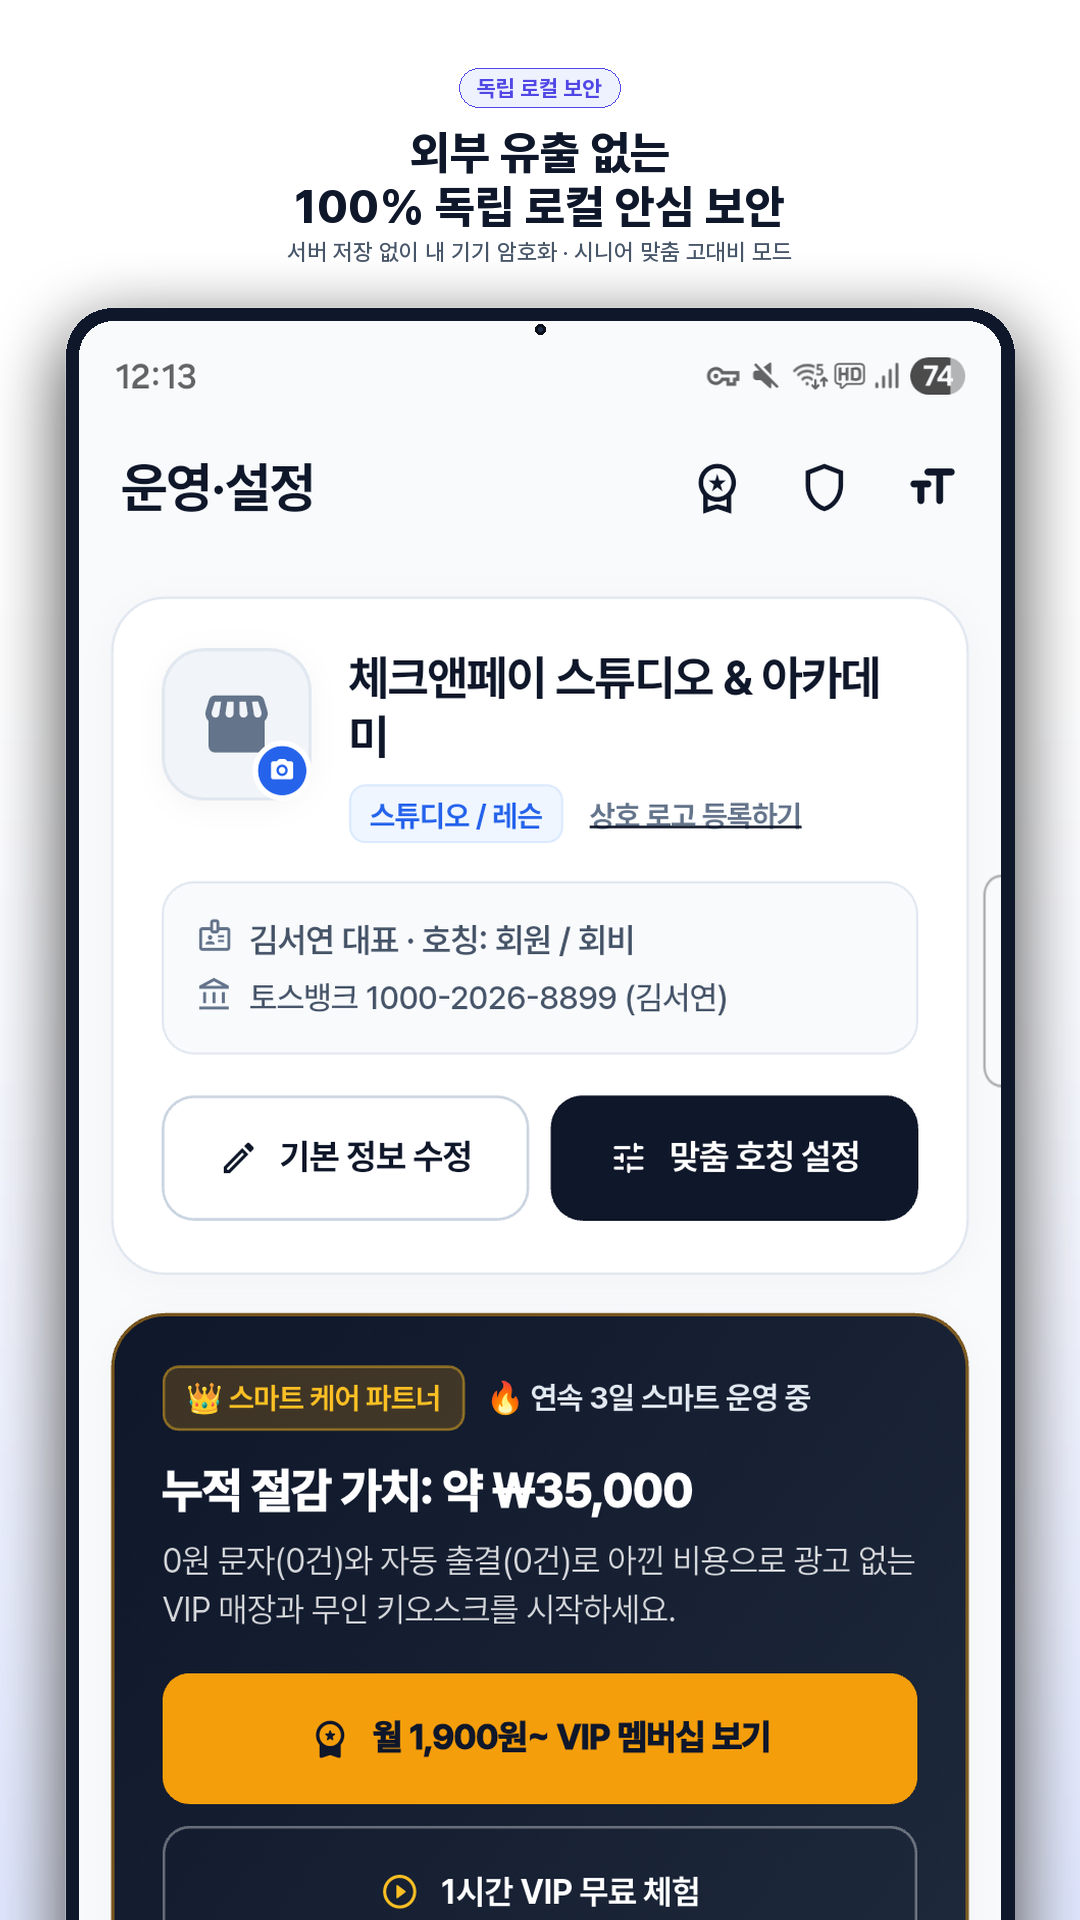 독립 로컬 보안
외부 유출 없는
100% 독립 로컬 안심 보안
서버 저장 없이 내 기기 암호화 · 시니어 맞춤 고대비 모드
12:13
5
HD
74
운영·설정
체크앤페이 스튜디오 & 아카데
미
스튜디오 / 레슨
상호 로고 등록하기
김서연 대표 · 호칭: 회원 / 회비
토스뱅크 1000-2026-8899 (김서연)
기본 정보 수정
맞춤 호칭 설정
👑 스마트 케어 파트너
🔥 연속 3일 스마트 운영 중
누적 절감 가치: 약 ₩35,000
0원 문자(0건)와 자동 출결(0건)로 아낀 비용으로 광고 없는
VIP 매장과 무인 키오스크를 시작하세요.
월 1,900원~ VIP 멤버십 보기
1시간 VIP 무료 체험